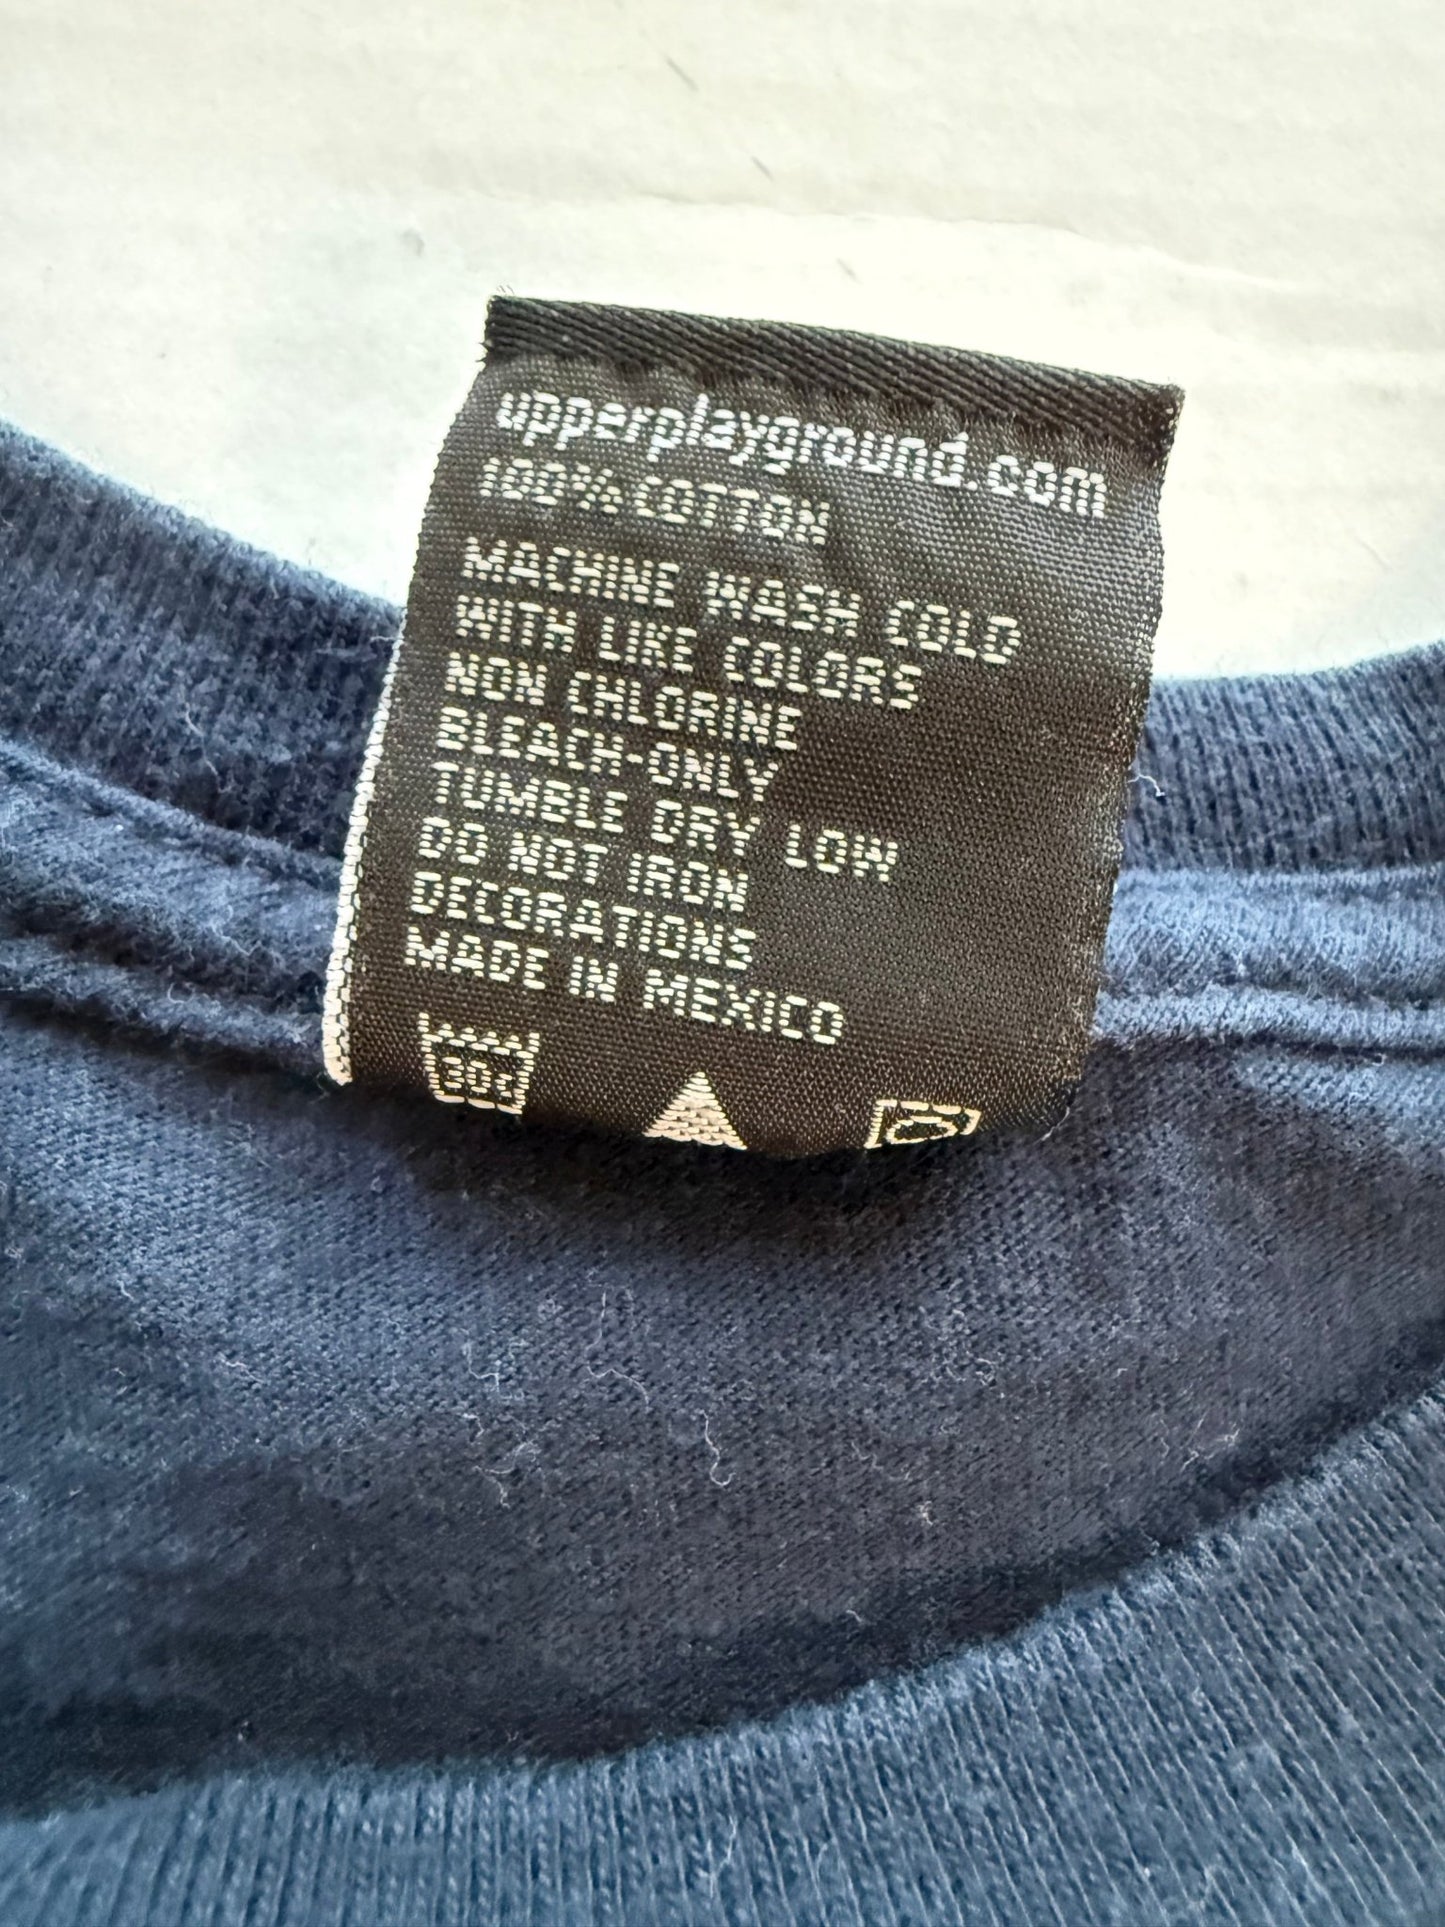 upperplayground.com
100% COTTON
MACHINE WASH COLD
WITH LIKE COLORS
NON CHLORINE
BLEACH-ONLY
TUMBLE DRY LOW
DO NOT IRON
DECORATIONS
MADE IN MEXICO
30c